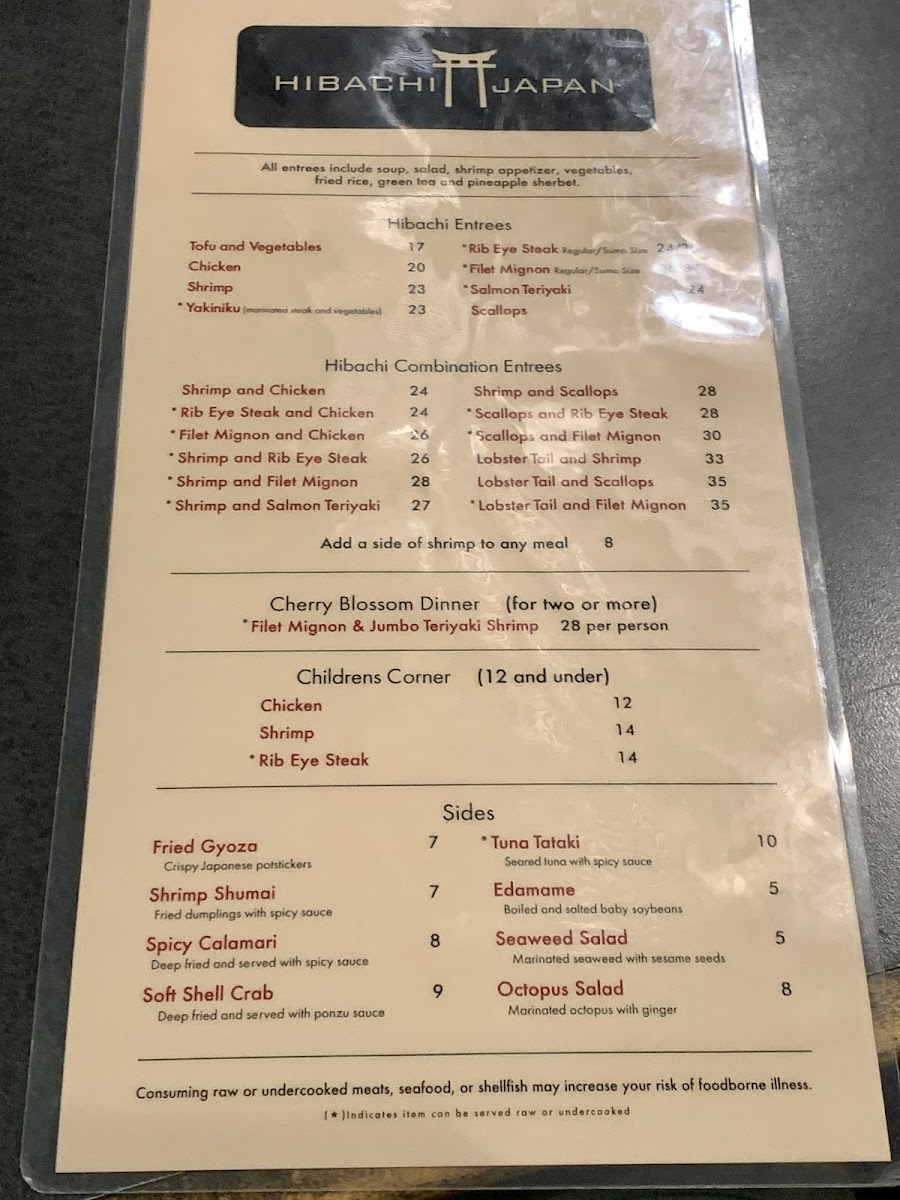 HIBACHI JAPAN
All entrees include soup, salad, shrimp appetizer, vegetables,
fried rice, green tea and pineapple sherbet.
Hibachi Entrees
Tofu and Vegetables 17
Chicken 20
Shrimp 23
*Yakiniku (marinated steak and vegetables) 23
*Rib Eye Steak Regular/Sumo Size
*Filet Mignon Regular/Sumo Size
*Salmon Teriyaki 24
Scallops
Hibachi Combination Entrees
Shrimp and Chicken 24
*Rib Eye Steak and Chicken 24
*Filet Mignon and Chicken 26
*Shrimp and Rib Eye Steak 26
*Shrimp and Filet Mignon 28
*Shrimp and Salmon Teriyaki 27
Shrimp and Scallops 28
*Scallops and Rib Eye Steak 28
*Scallops and Filet Mignon 30
Lobster Tail and Shrimp 33
Lobster Tail and Scallops 35
*Lobster Tail and Filet Mignon 35
Add a side of shrimp to any meal 8
Cherry Blossom Dinner (for two or more)
*Filet Mignon & Jumbo Teriyaki Shrimp 28 per person
Childrens Corner (12 and under)
Chicken 12
Shrimp 14
*Rib Eye Steak 14
Sides
Fried Gyoza 7
Crispy Japanese potstickers
Shrimp Shumai 7
Fried dumplings with spicy sauce
Spicy Calamari 8
Deep fried and served with spicy sauce
Soft Shell Crab 9
Deep fried and served with ponzu sauce
*Tuna Tataki 10
Seared tuna with spicy sauce
Edamame 5
Boiled and salted baby soybeans
Seaweed Salad 5
Marinated seaweed with sesame seeds
Octopus Salad 8
Marinated octopus with ginger
Consuming raw or undercooked meats, seafood, or shellfish may increase your risk of foodborne illness.
(★)Indicates item can be served raw or undercooked